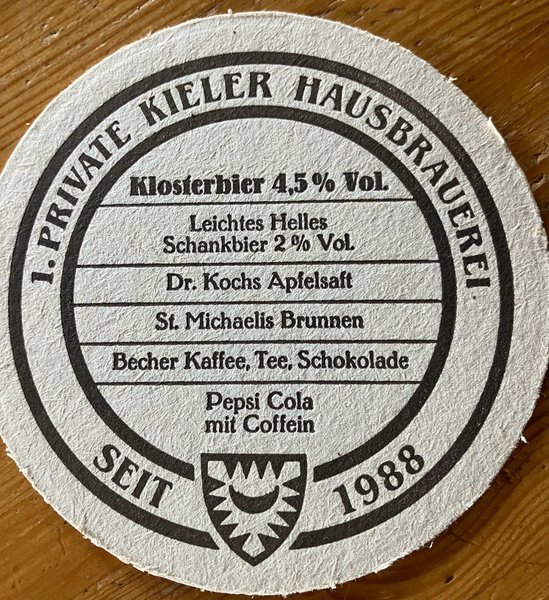 1. PRIVATE KIELER HAUSBRAUEREI
Klosterbier 4,5% Vol.
Leichtes Helles
Schankbier 2% Vol.
Dr. Kochs Apfelsaft
St. Michaelis Brunnen
Becher Kaffee, Tee, Schokolade
Pepsi Cola
mit Coffein
SEIT 1988